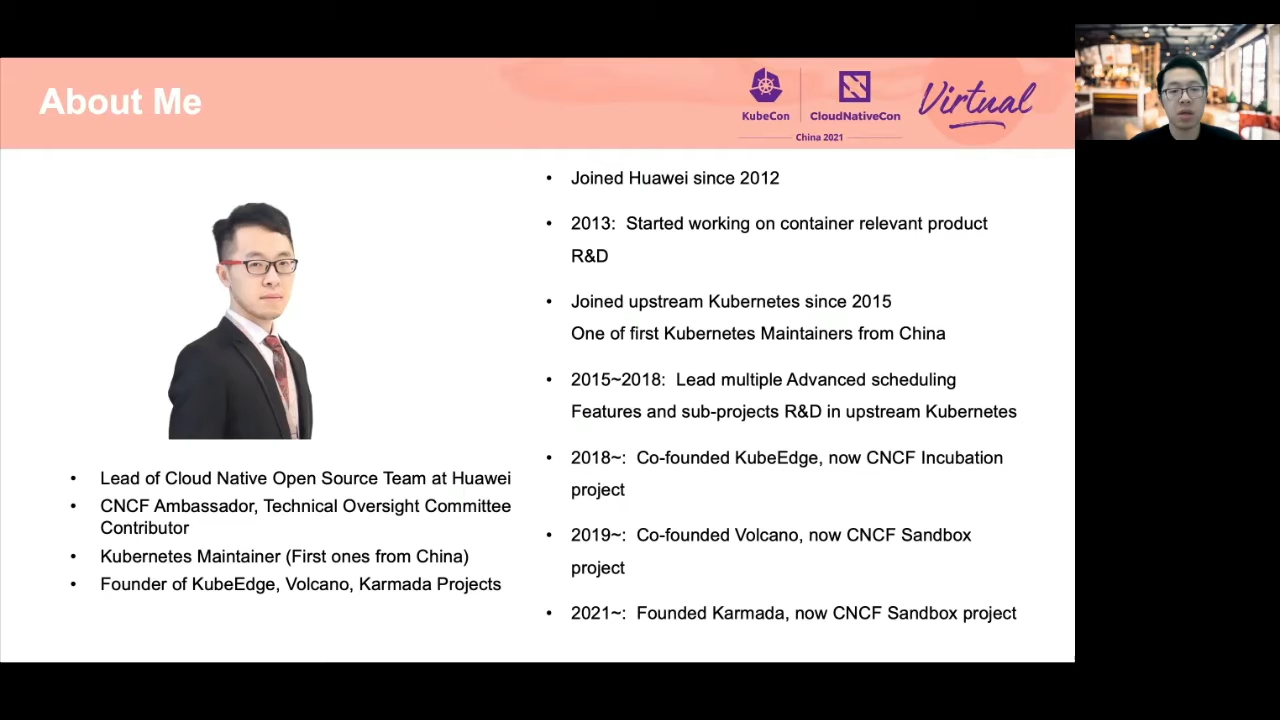 About Me
KubeCon
CloudNativeCon
China 2021
Virtual
• Lead of Cloud Native Open Source Team at Huawei
• CNCF Ambassador, Technical Oversight Committee
Contributor
• Kubernetes Maintainer (First ones from China)
• Founder of KubeEdge, Volcano, Karmada Projects
• Joined Huawei since 2012
• 2013:  Started working on container relevant product
R&D
• Joined upstream Kubernetes since 2015
One of first Kubernetes Maintainers from China
• 2015~2018:  Lead multiple Advanced scheduling
Features and sub-projects R&D in upstream Kubernetes
• 2018~:  Co-founded KubeEdge, now CNCF Incubation
project
• 2019~:  Co-founded Volcano, now CNCF Sandbox
project
• 2021~:  Founded Karmada, now CNCF Sandbox project